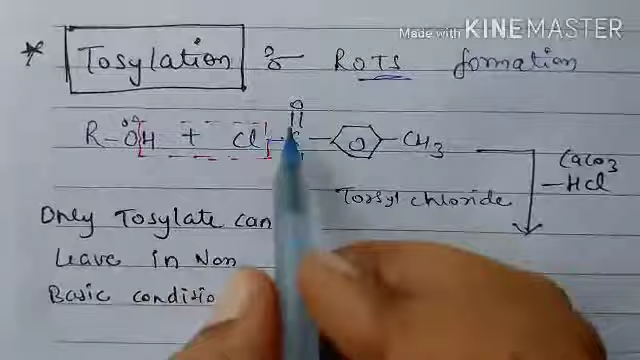 Made with KINEMASTER
* Tosylation :- ROTS formation
O
R-OH + Cl - S - CH3
CaCO3
-HCl
Tossyl chloride
Only Tosylate can
Leave in Non
Basic conditio